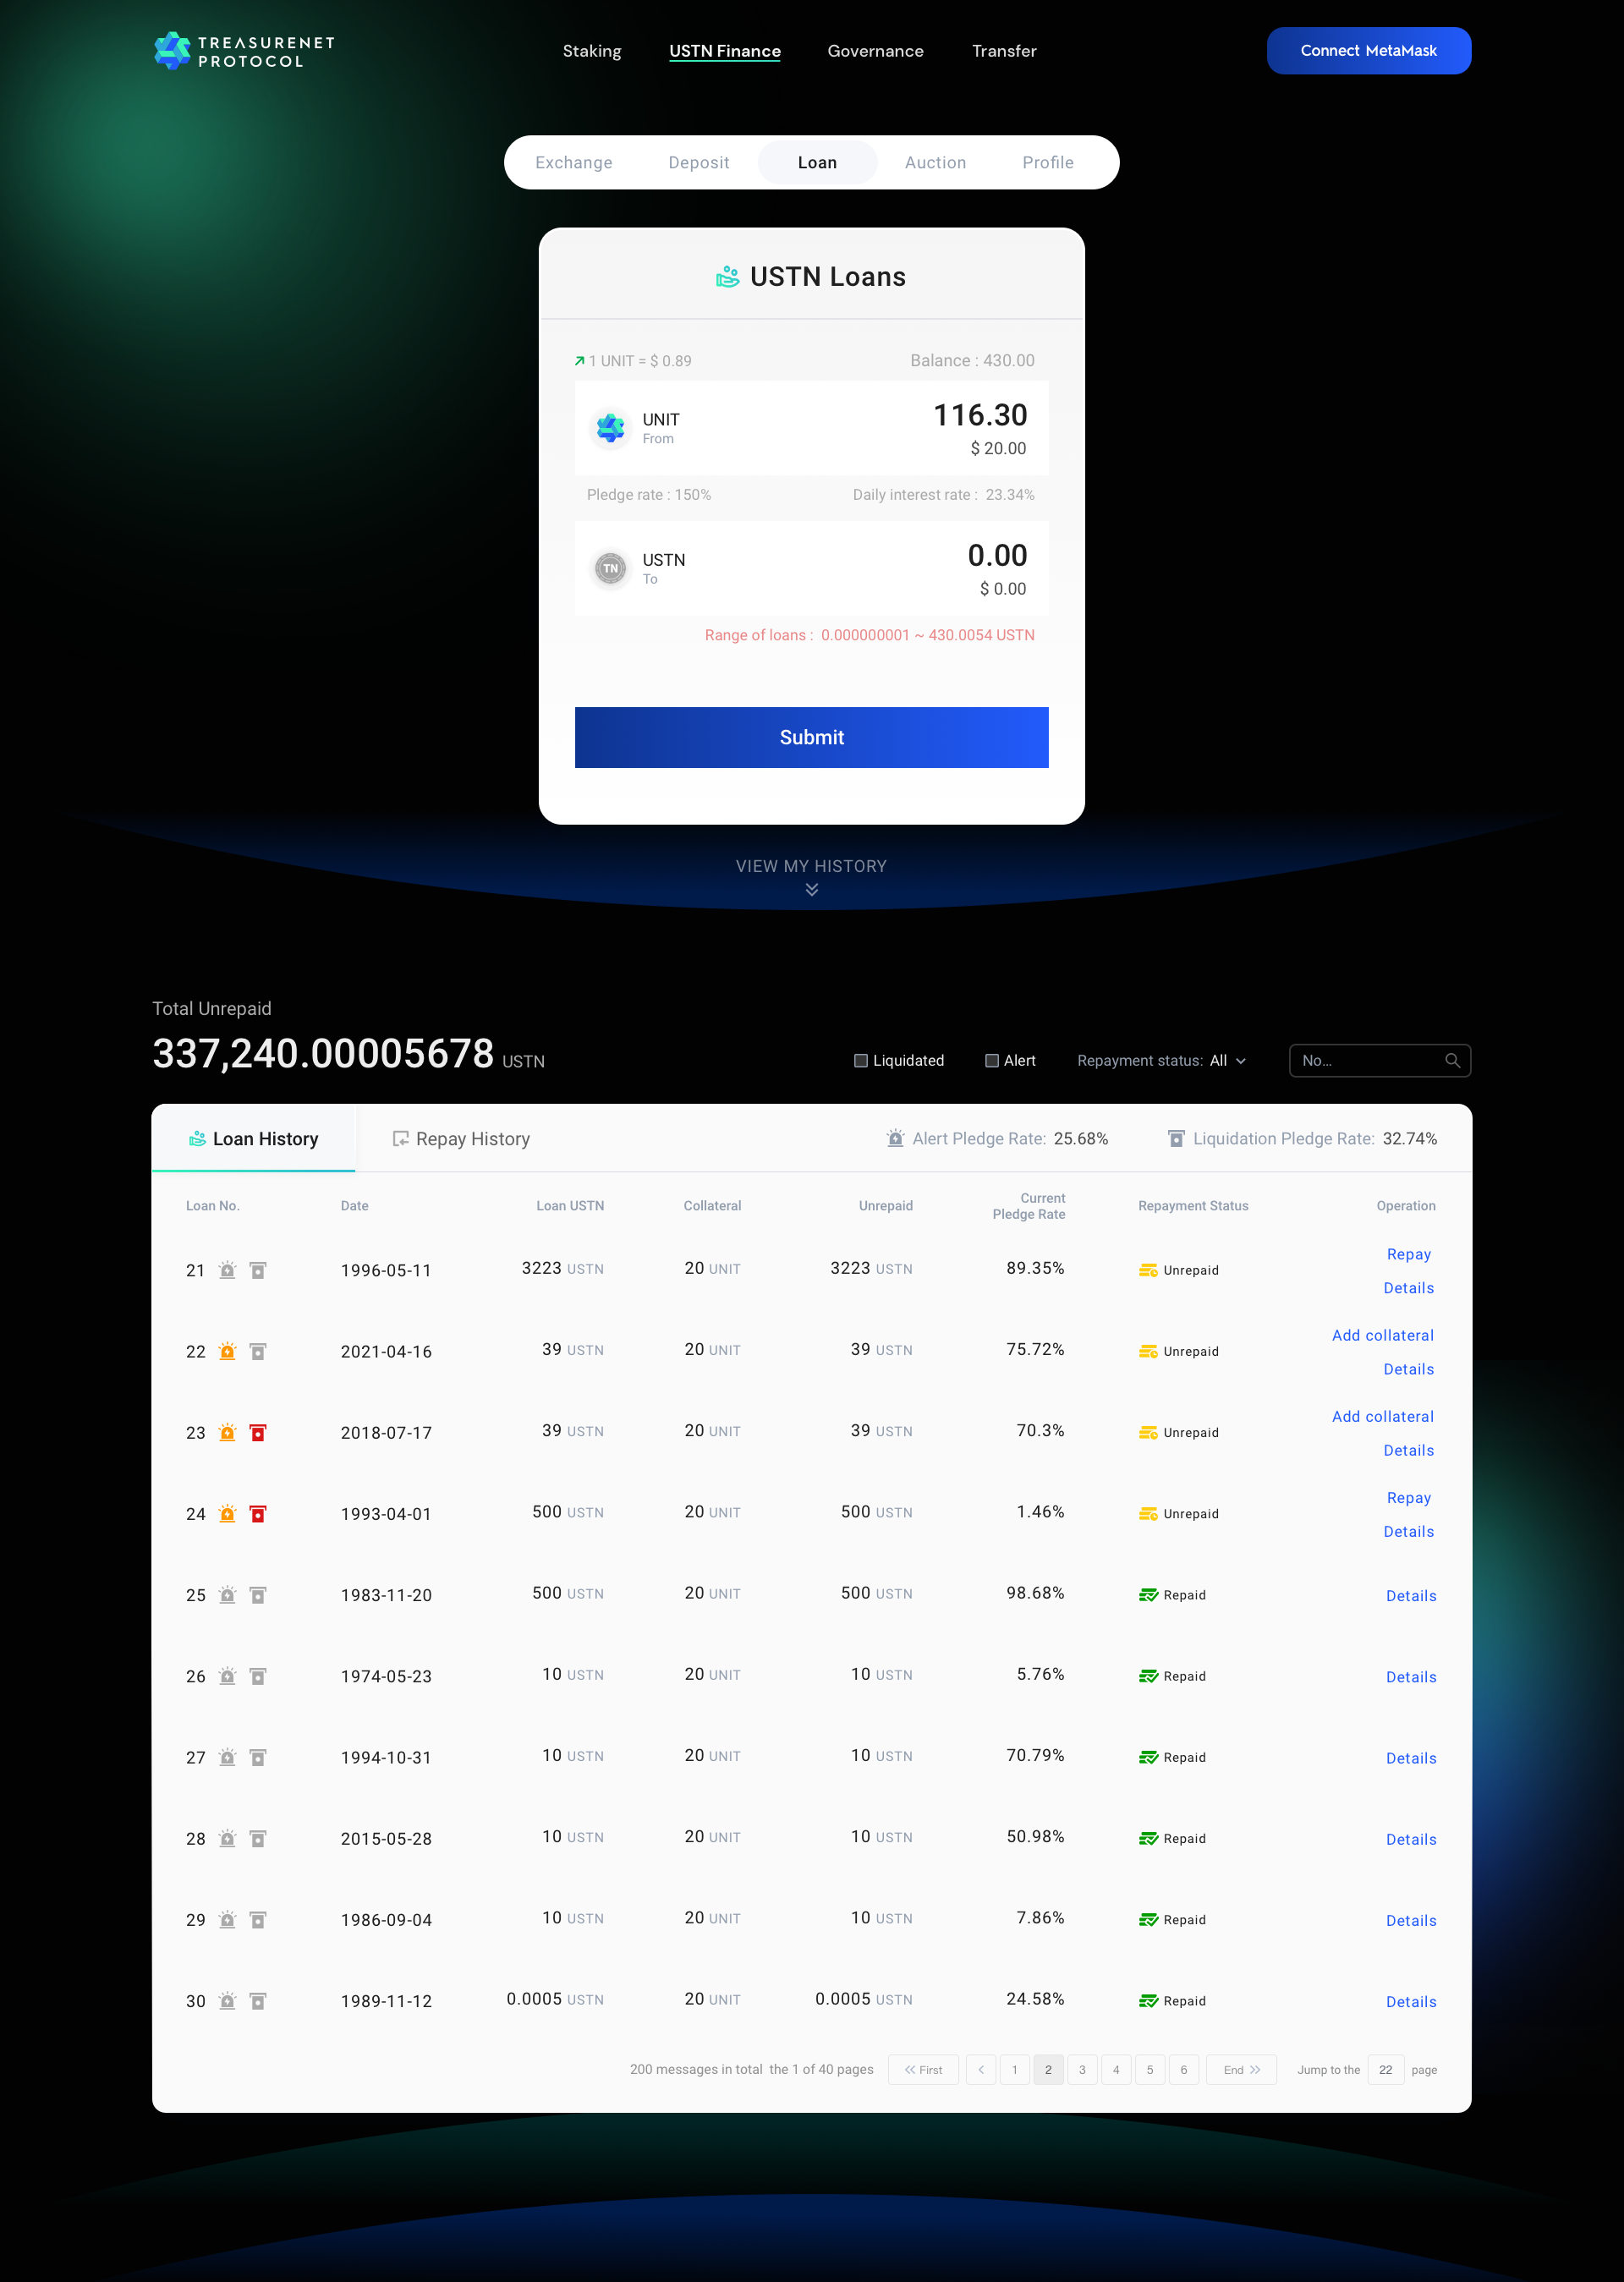 TREASURENET
PROTOCOL
Staking
USTN Finance
Governance
Transfer
Connect MetaMask
Exchange
Deposit
Loan
Auction
Profile
USTN Loans
1 UNIT = $ 0.89
Balance : 430.00
UNIT
From
116.30
$ 20.00
Pledge rate : 150%
Daily interest rate : 23.34%
TN
USTN
To
0.00
$ 0.00
Range of loans : 0.000000001 ~ 430.0054 USTN
Submit
VIEW MY HISTORY
Total Unrepaid
337,240.00005678 USTN
Liquidated
Alert
Repayment status: All
No...
Loan History
Repay History
Alert Pledge Rate: 25.68%
Liquidation Pledge Rate: 32.74%
Loan No.
Date
Loan USTN
Collateral
Unrepaid
Current
Pledge Rate
Repayment Status
Operation
21 1996-05-11 3223 USTN 20 UNIT 3223 USTN 89.35% Unrepaid
Repay
Details
22 2021-04-16 39 USTN 20 UNIT 39 USTN 75.72% Unrepaid
Add collateral
Details
23 2018-07-17 39 USTN 20 UNIT 39 USTN 70.3% Unrepaid
Add collateral
Details
24 1993-04-01 500 USTN 20 UNIT 500 USTN 1.46% Unrepaid
Repay
Details
25 1983-11-20 500 USTN 20 UNIT 500 USTN 98.68% Repaid Details
26 1974-05-23 10 USTN 20 UNIT 10 USTN 5.76% Repaid Details
27 1994-10-31 10 USTN 20 UNIT 10 USTN 70.79% Repaid Details
28 2015-05-28 10 USTN 20 UNIT 10 USTN 50.98% Repaid Details
29 1986-09-04 10 USTN 20 UNIT 10 USTN 7.86% Repaid Details
30 1989-11-12 0.0005 USTN 20 UNIT 0.0005 USTN 24.58% Repaid Details
200 messages in total the 1 of 40 pages
First
1
2
3
4
5
6
End
Jump to the 22 page